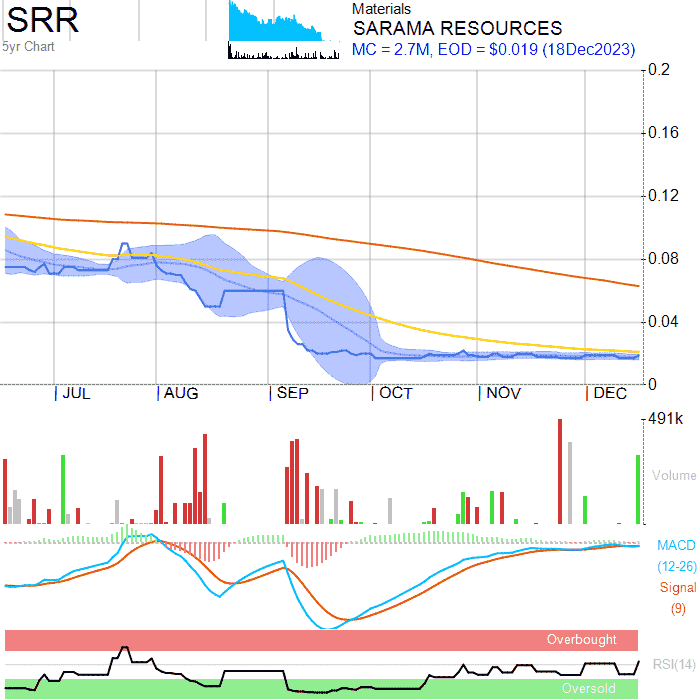 SRR
5yr Chart
Materials
SARAMA RESOURCES
MC = 2.7M, EOD = $0.019 (18Dec2023)
0.2
0.16
0.12
0.08
0.04
0
JUL AUG SEP OCT NOV DEC
491k
Volume
MACD
(12-26)
Signal
(9)
Overbought
RSI(14)
Oversold